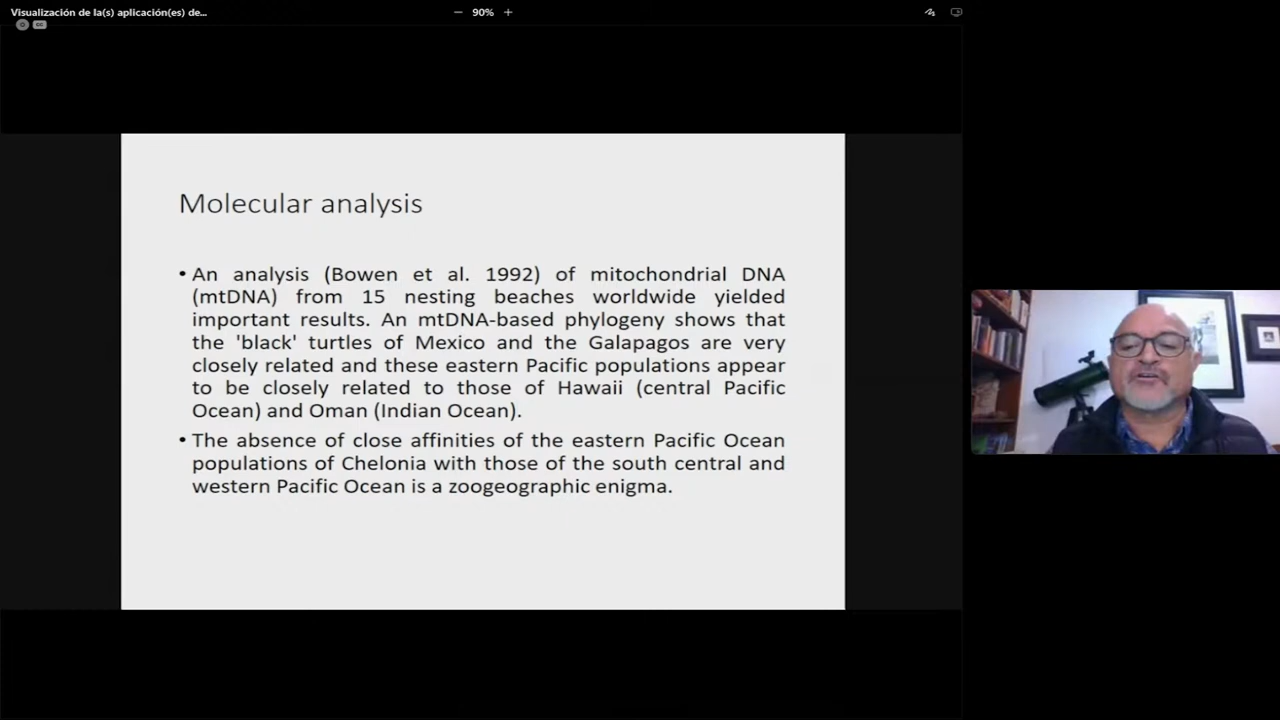 Visualización de la(s) aplicación(es) de...
− 90% +
cc
Molecular analysis
• An analysis (Bowen et al. 1992) of mitochondrial DNA
(mtDNA) from 15 nesting beaches worldwide yielded
important results. An mtDNA-based phylogeny shows that
the 'black' turtles of Mexico and the Galapagos are very
closely related and these eastern Pacific populations appear
to be closely related to those of Hawaii (central Pacific
Ocean) and Oman (Indian Ocean).
• The absence of close affinities of the eastern Pacific Ocean
populations of Chelonia with those of the south central and
western Pacific Ocean is a zoogeographic enigma.